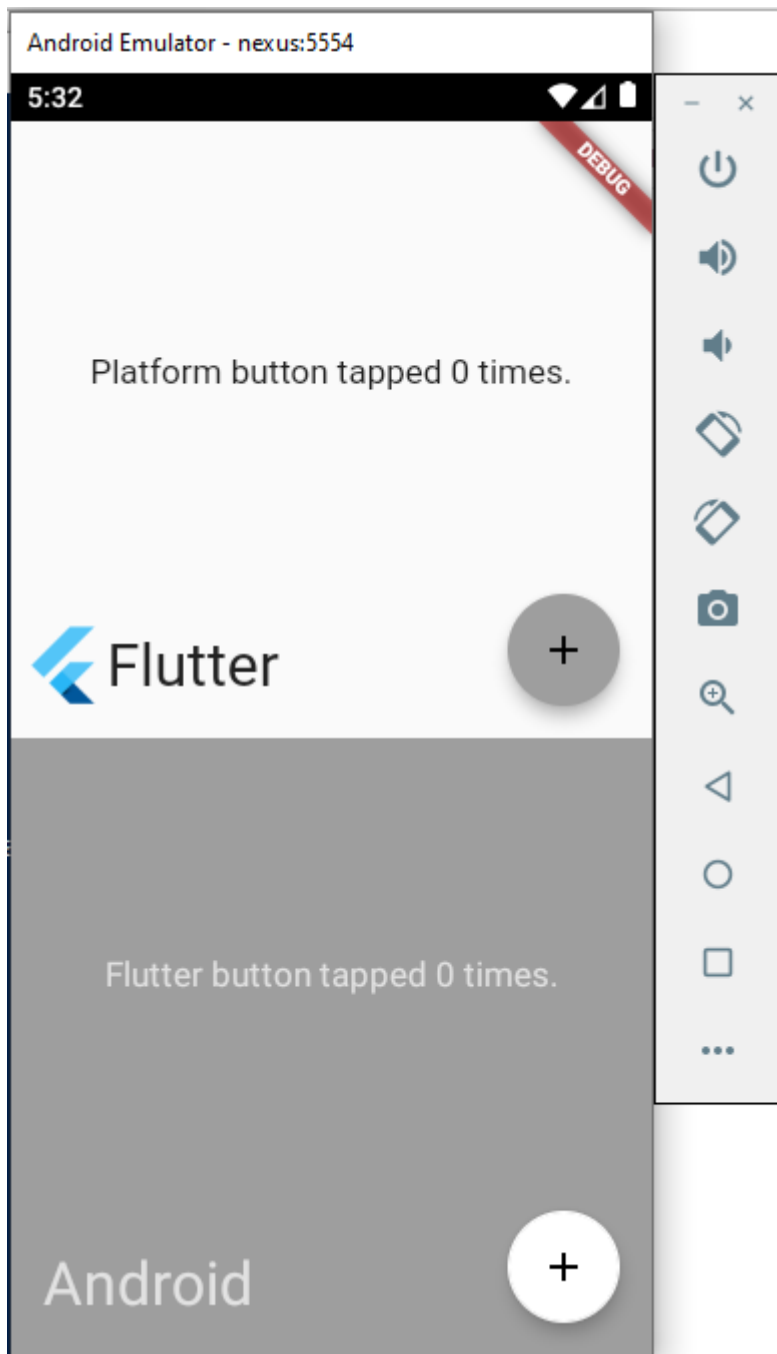 Android Emulator - nexus:5554
5:32
DEBUG
Platform button tapped 0 times.
Flutter
Flutter button tapped 0 times.
Android